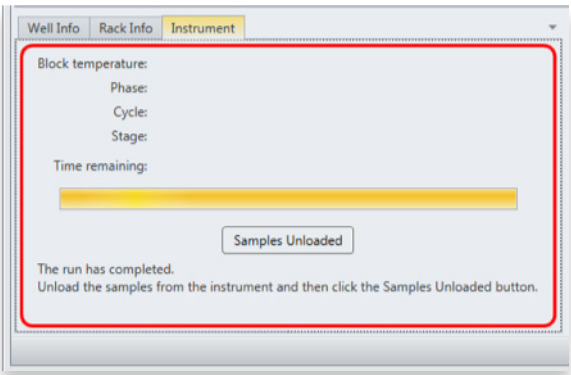 Well Info Rack Info Instrument
Block temperature:
Phase:
Cycle:
Stage:
Time remaining:
Samples Unloaded
The run has completed.
Unload the samples from the instrument and then click the Samples Unloaded button.